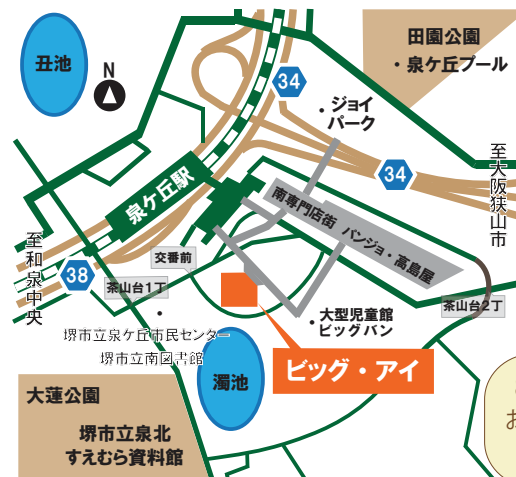 田園公園
・泉ケ丘プール
丑池
N
34
・ジョイ
パーク
34
至大阪狭山市
泉ケ丘駅
南専門店街 パンジョ・高島屋
至和泉中央
38
交番前
茶山台1丁
茶山台2丁
・大型児童館
ビッグバン
堺市立泉ケ丘市民センター
堺市立南図書館
ビッグ・アイ
濁池
大蓮公園
堺市立泉北
すえむら資料館
お